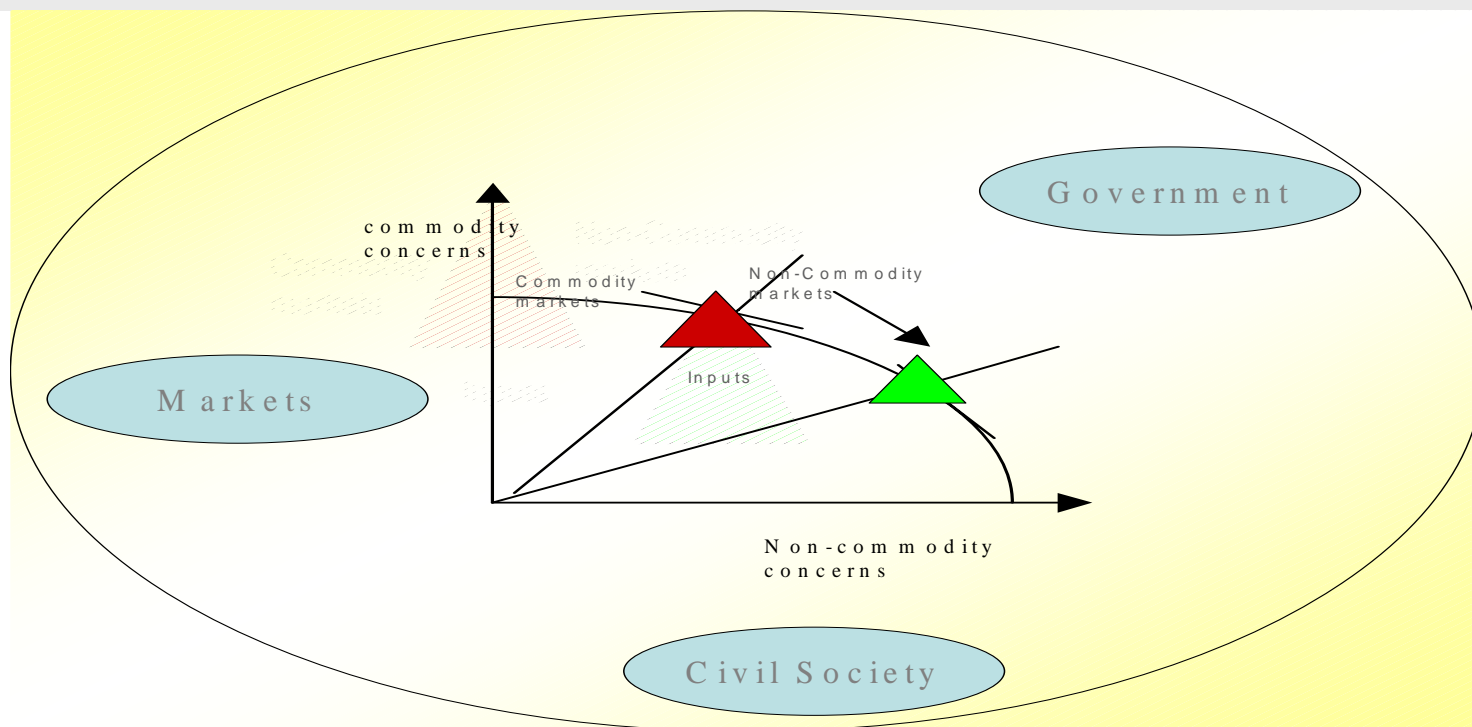 Government
commodity
concerns
Commodity
markets
Non-Commodity
markets
Inputs
Markets
Non-commodity
concerns
Civil Society